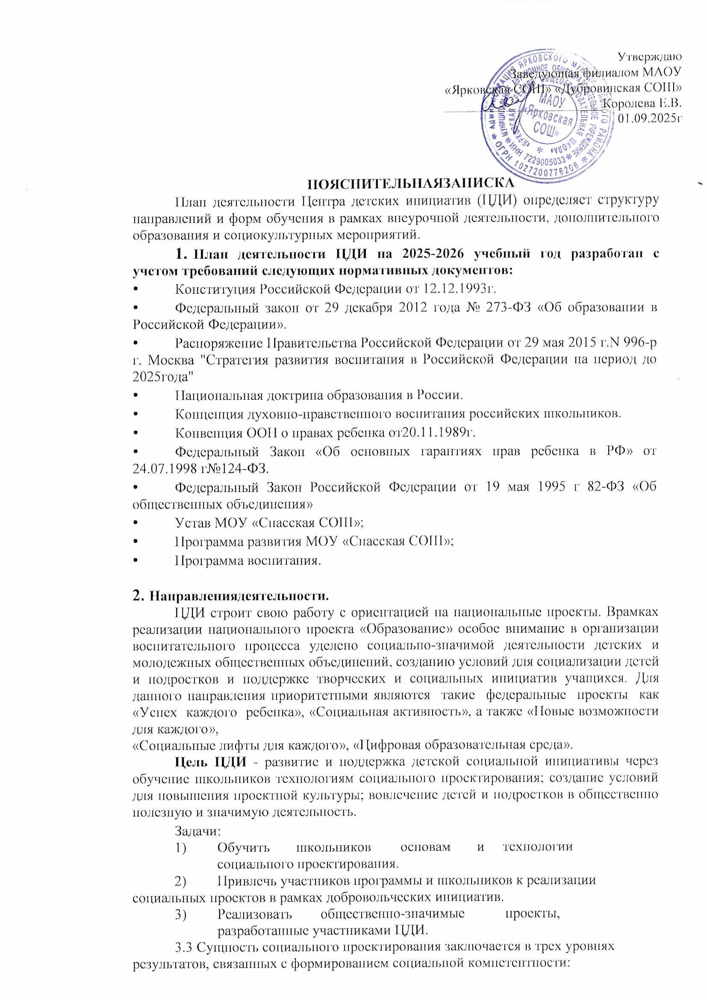 Утверждаю
Заведующая филиалом МАОУ
«Ярковская СОШ» «Дубровинская СОШ»
Королева Е.В.
01.09.2025г
МАОУ
«Ярковская
СОШ»
ИНН 7229005033
ОГРН 1027200776206
ПОЯСНИТЕЛЬНАЯЗАПИСКА
План деятельности Центра детских инициатив (ЦДИ) определяет структуру
направлений и форм обучения в рамках внеурочной деятельности, дополнительного
образования и социокультурных мероприятий.
1. План деятельности ЦДИ на 2025-2026 учебный год разработан с
учетом требований следующих нормативных документов:
• Конституция Российской Федерации от 12.12.1993г.
• Федеральный закон от 29 декабря 2012 года № 273-ФЗ «Об образовании в
Российской Федерации».
• Распоряжение Правительства Российской Федерации от 29 мая 2015 г.N 996-р
г. Москва "Стратегия развития воспитания в Российской Федерации на период до
2025года"
• Национальная доктрина образования в России.
• Концепция духовно-нравственного воспитания российских школьников.
• Конвенция ООН о правах ребенка от20.11.1989г.
• Федеральный Закон «Об основных гарантиях прав ребенка в РФ» от
24.07.1998 г№124-ФЗ.
• Федеральный Закон Российской Федерации от 19 мая 1995 г 82-ФЗ «Об
общественных объединения»
• Устав МОУ «Спасская СОШ»;
• Программа развития МОУ «Спасская СОШ»;
• Программа воспитания.
2. Направлениядеятельности.
ЦДИ строит свою работу с ориентацией на национальные проекты. Врамках
реализации национального проекта «Образование» особое внимание в организации
воспитательного процесса уделено социально-значимой деятельности детских и
молодежных общественных объединений, созданию условий для социализации детей
и подростков и поддержке творческих и социальных инициатив учащихся. Для
данного направления приоритетными являются такие федеральные проекты как
«Успех каждого ребенка», «Социальная активность», а также «Новые возможности
для каждого»,
«Социальные лифты для каждого», «Цифровая образовательная среда».
Цель ЦДИ - развитие и поддержка детской социальной инициативы через
обучение школьников технологиям социального проектирования; создание условий
для повышения проектной культуры; вовлечение детей и подростков в общественно
полезную и значимую деятельность.
Задачи:
1) Обучить школьников основам и технологии
социального проектирования.
2) Привлечь участников программы и школьников к реализации
социальных проектов в рамках добровольческих инициатив.
3) Реализовать общественно-значимые проекты,
разработанные участниками ЦДИ.
3.3 Сущность социального проектирования заключается в трех уровнях
результатов, связанных с формированием социальной компетентности: